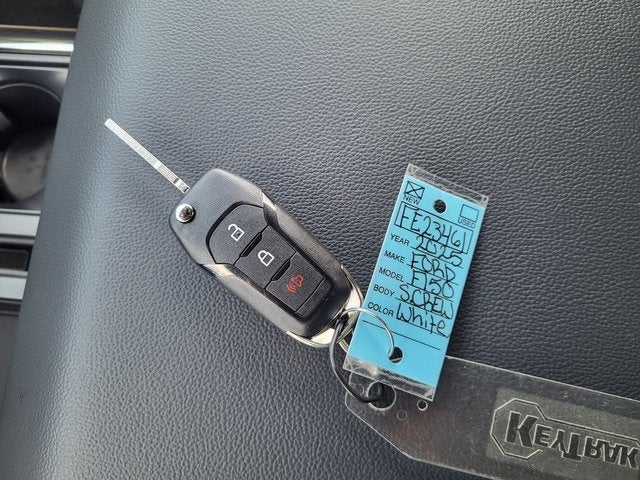 NEW USED
FE23461
YEAR 2025
MAKE FORD
MODEL F150
BODY SCREW
COLOR White
KEYTRAK